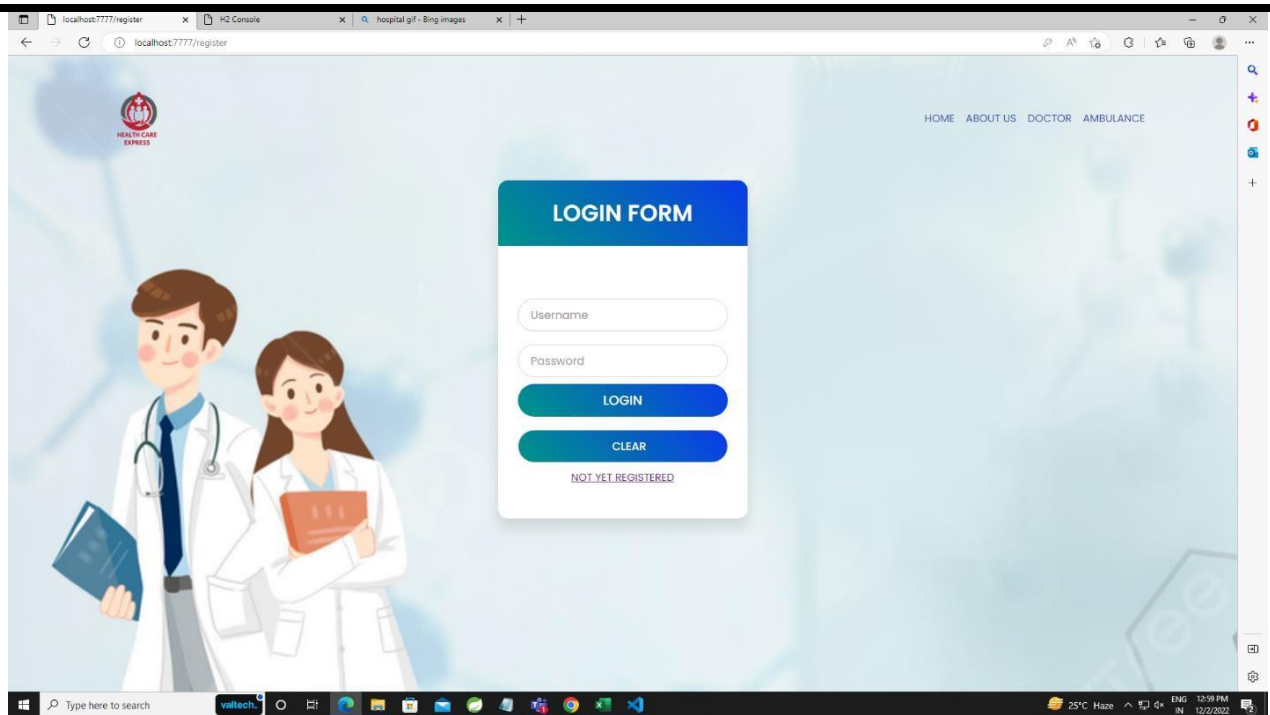 localhost:7777/register
H2 Console
hospital gif - Bing images
localhost:7777/register
HEALTH CARE
EXPRESS
HOME ABOUT US DOCTOR AMBULANCE
LOGIN FORM
Username
Password
LOGIN
CLEAR
NOT YET REGISTERED
Type here to search
valtech.
25°C Haze
ENG
IN
12:59 PM
12/2/2022